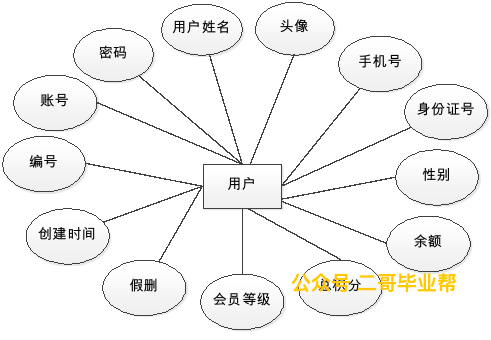 用户姓名
头像
密码
手机号
账号
身份证号
编号
性别
用户
创建时间
余额
假删
会员等级
总积分
公众号·二哥毕业帮